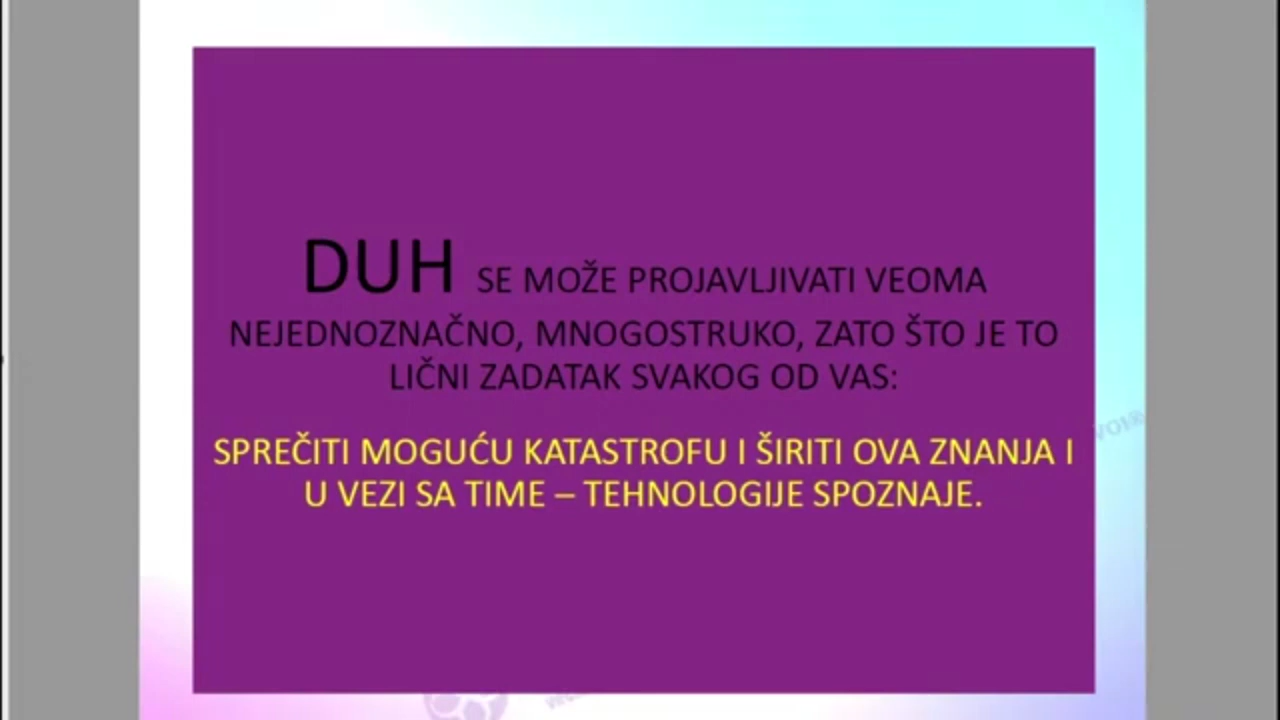 DUH SE MOŽE PROJAVLJIVATI VEOMA
NEJEDNOZNAČNO, MNOGOSTRUKO, ZATO ŠTO JE TO
LIČNI ZADATAK SVAKOG OD VAS:
SPREČITI MOGUĆU KATASTROFU I ŠIRITI OVA ZNANJA I
U VEZI SA TIME – TEHNOLOGIJE SPOZNAJE.